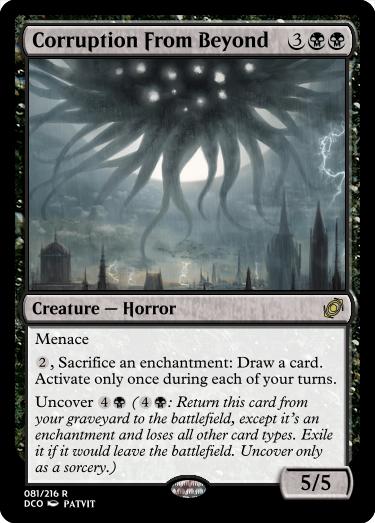 Corruption From Beyond 3
Creature — Horror
Menace
2, Sacrifice an enchantment: Draw a card.
Activate only once during each of your turns.
Uncover 4 (4: Return this card from
your graveyard to the battlefield, except it's an
enchantment and loses all other card types. Exile
it if it would leave the battlefield. Uncover only
as a sorcery.)
5/5
081/216 R
DCO PATVIT